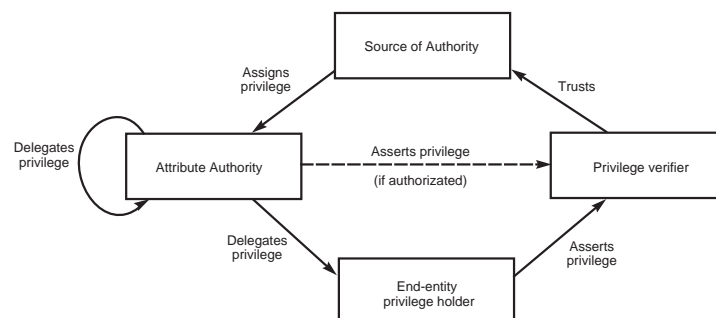 Source of Authority
Assigns
privilege
Trusts
Delegates
privilege
Attribute Authority
Asserts privilege
(if authorizated)
Privilege verifier
Delegates
privilege
Asserts
privilege
End-entity
privilege holder